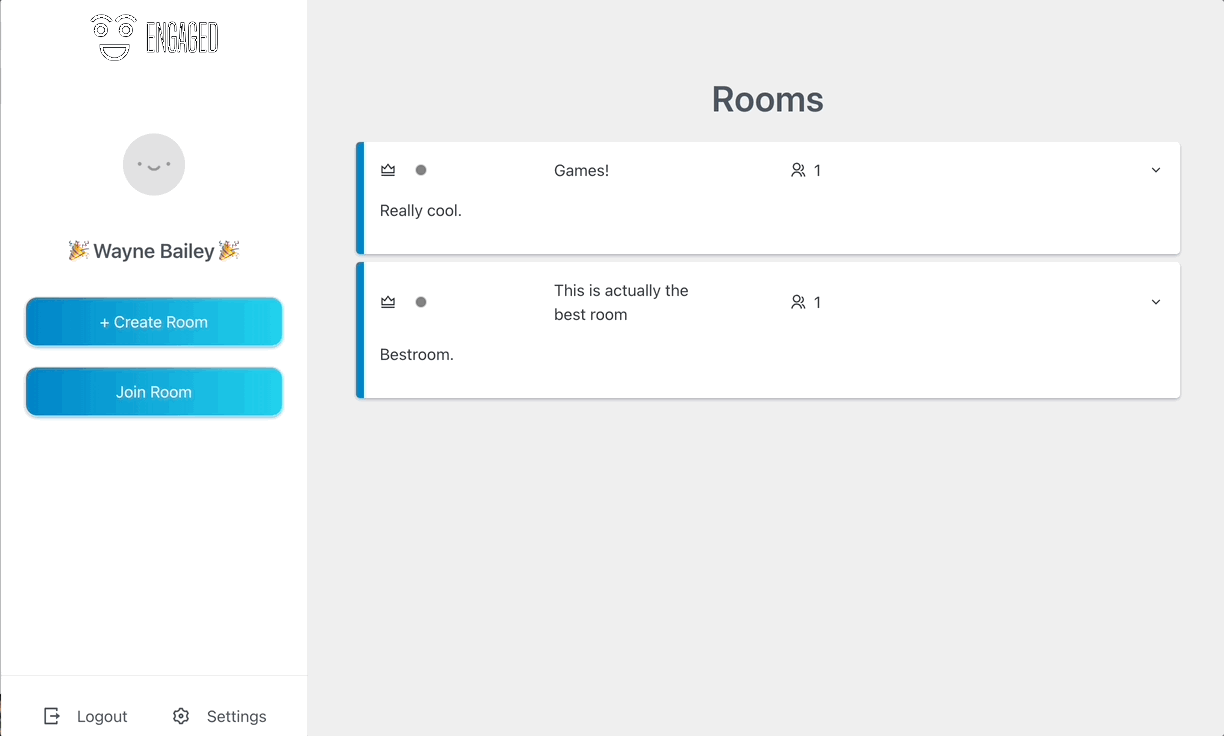 ENGAGED
🎉 Wayne Bailey 🎉
+ Create Room
Join Room
Logout
Settings
Rooms
Games!
1
Really cool.
This is actually the
best room
1
Bestroom.